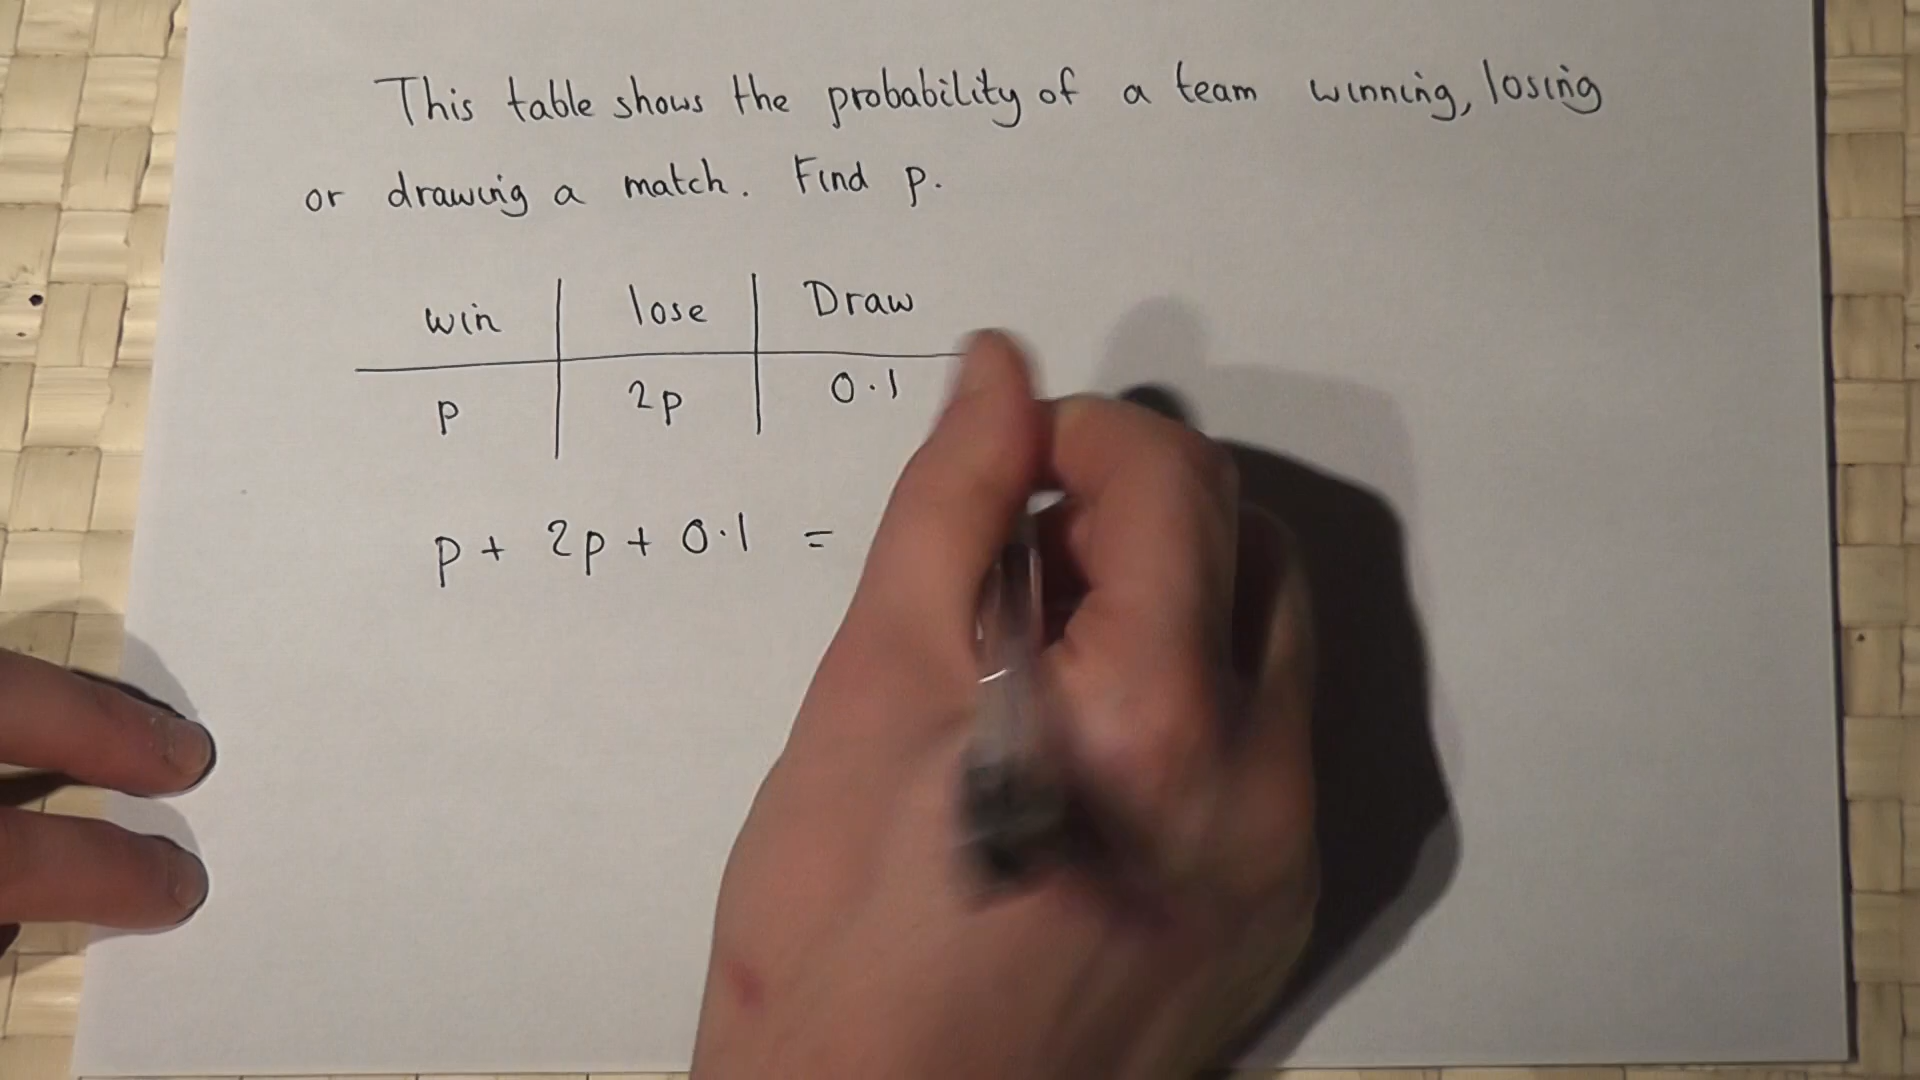 This table shows the probability of a team winning, losing
or drawing a match. Find p.
win lose Draw
p 2p 0.1
p + 2p + 0.1 =